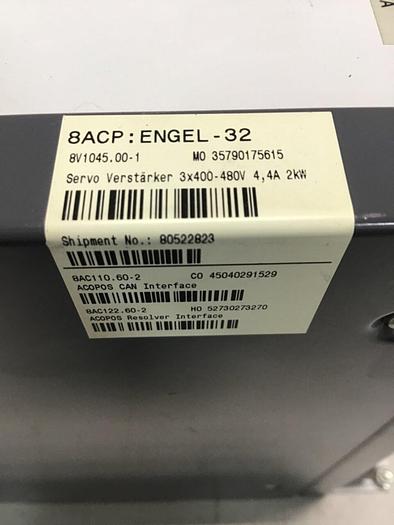 8ACP:ENGEL-32
8V1045.00-1 MO 35790175615
Servo Verstärker 3x400-480V 4,4A 2kW
Shipment No.: 80522823
8AC110.60-2 CO 45040291529
ACOPOS CAN Interface
8AC122.60-2 HO 52730273270
ACOPOS Resolver Interface
A